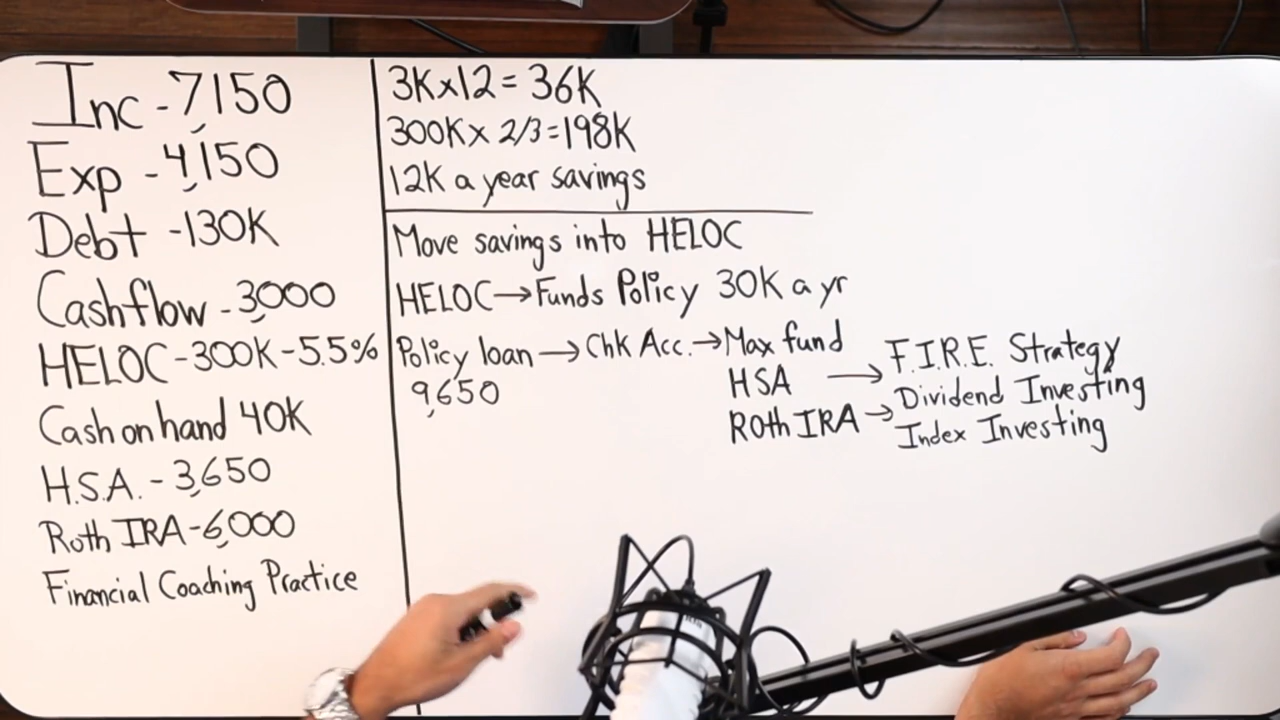 Inc - 7,150
Exp - 4,150
Debt - 130K
Cashflow - 3,000
HELOC - 300K - 5.5%
Cash on hand 40K
H.S.A. - 3,650
Roth IRA - 6,000
Financial Coaching Practice
3K x 12 = 36K
300K x 2/3 = 198K
12K a year savings
Move savings into HELOC
HELOC → Funds Policy 30K a yr
Policy loan → Chk Acc. → Max fund
9,650
HSA →
Roth IRA →
F.I.R.E. Strategy
Dividend Investing
Index Investing